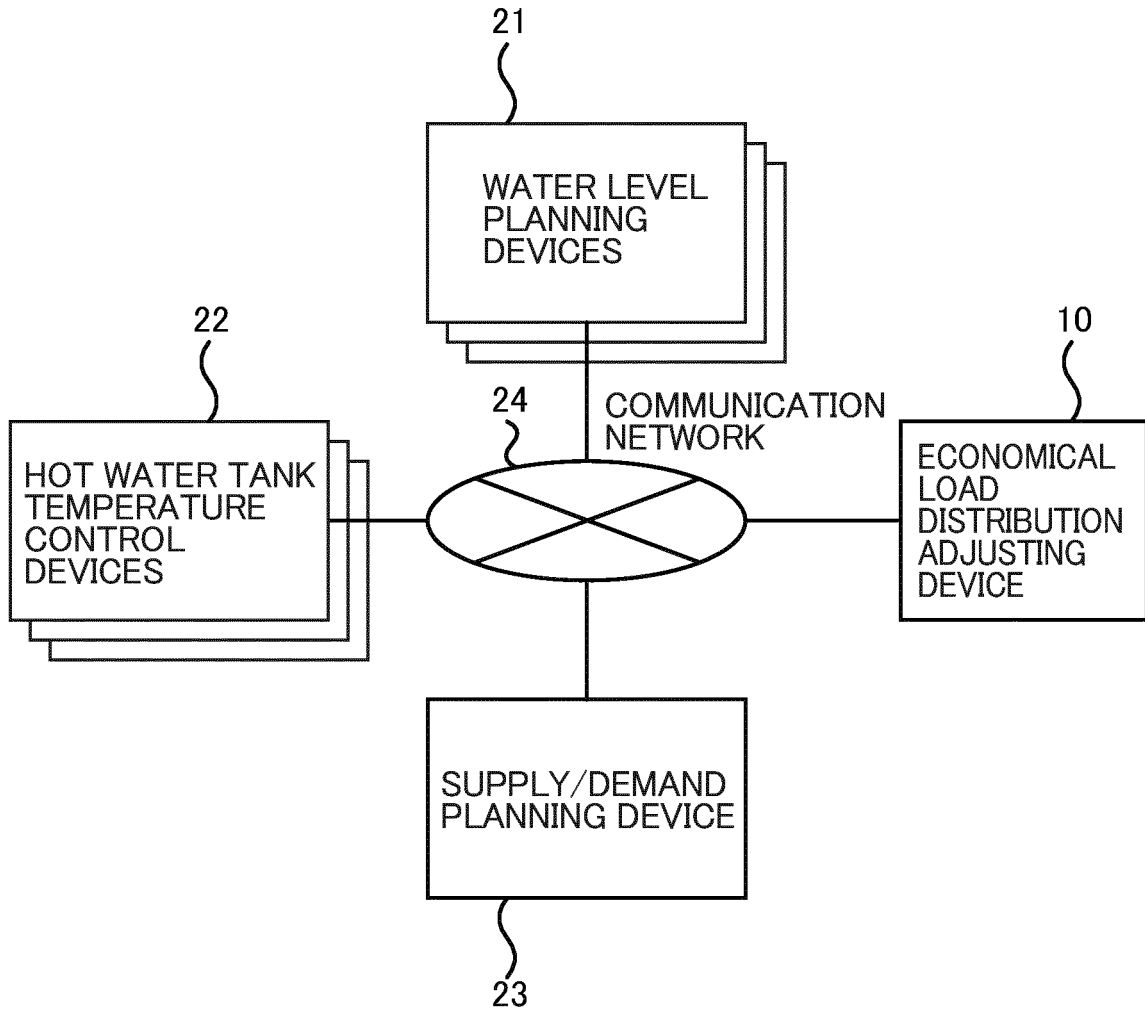 21
WATER LEVEL
PLANNING
DEVICES
22
HOT WATER TANK
TEMPERATURE
CONTROL
DEVICES
24
COMMUNICATION
NETWORK
10
ECONOMICAL
LOAD
DISTRIBUTION
ADJUSTING
DEVICE
SUPPLY/DEMAND
PLANNING DEVICE
23